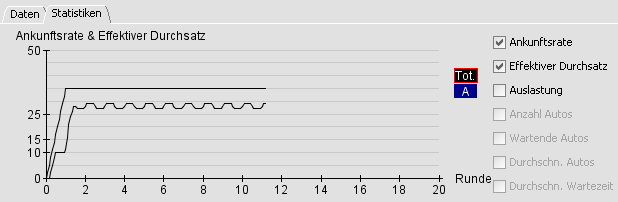 Daten Statistiken
Ankunftsrate & Effektiver Durchsatz
50
25
15
10
0
0 2 4 6 8 10 12 14 16 18 20
Runde
Tot.
A
Ankunftsrate
Effektiver Durchsatz
Auslastung
Anzahl Autos
Wartende Autos
Durchschn. Autos
Durchschn. Wartezeit